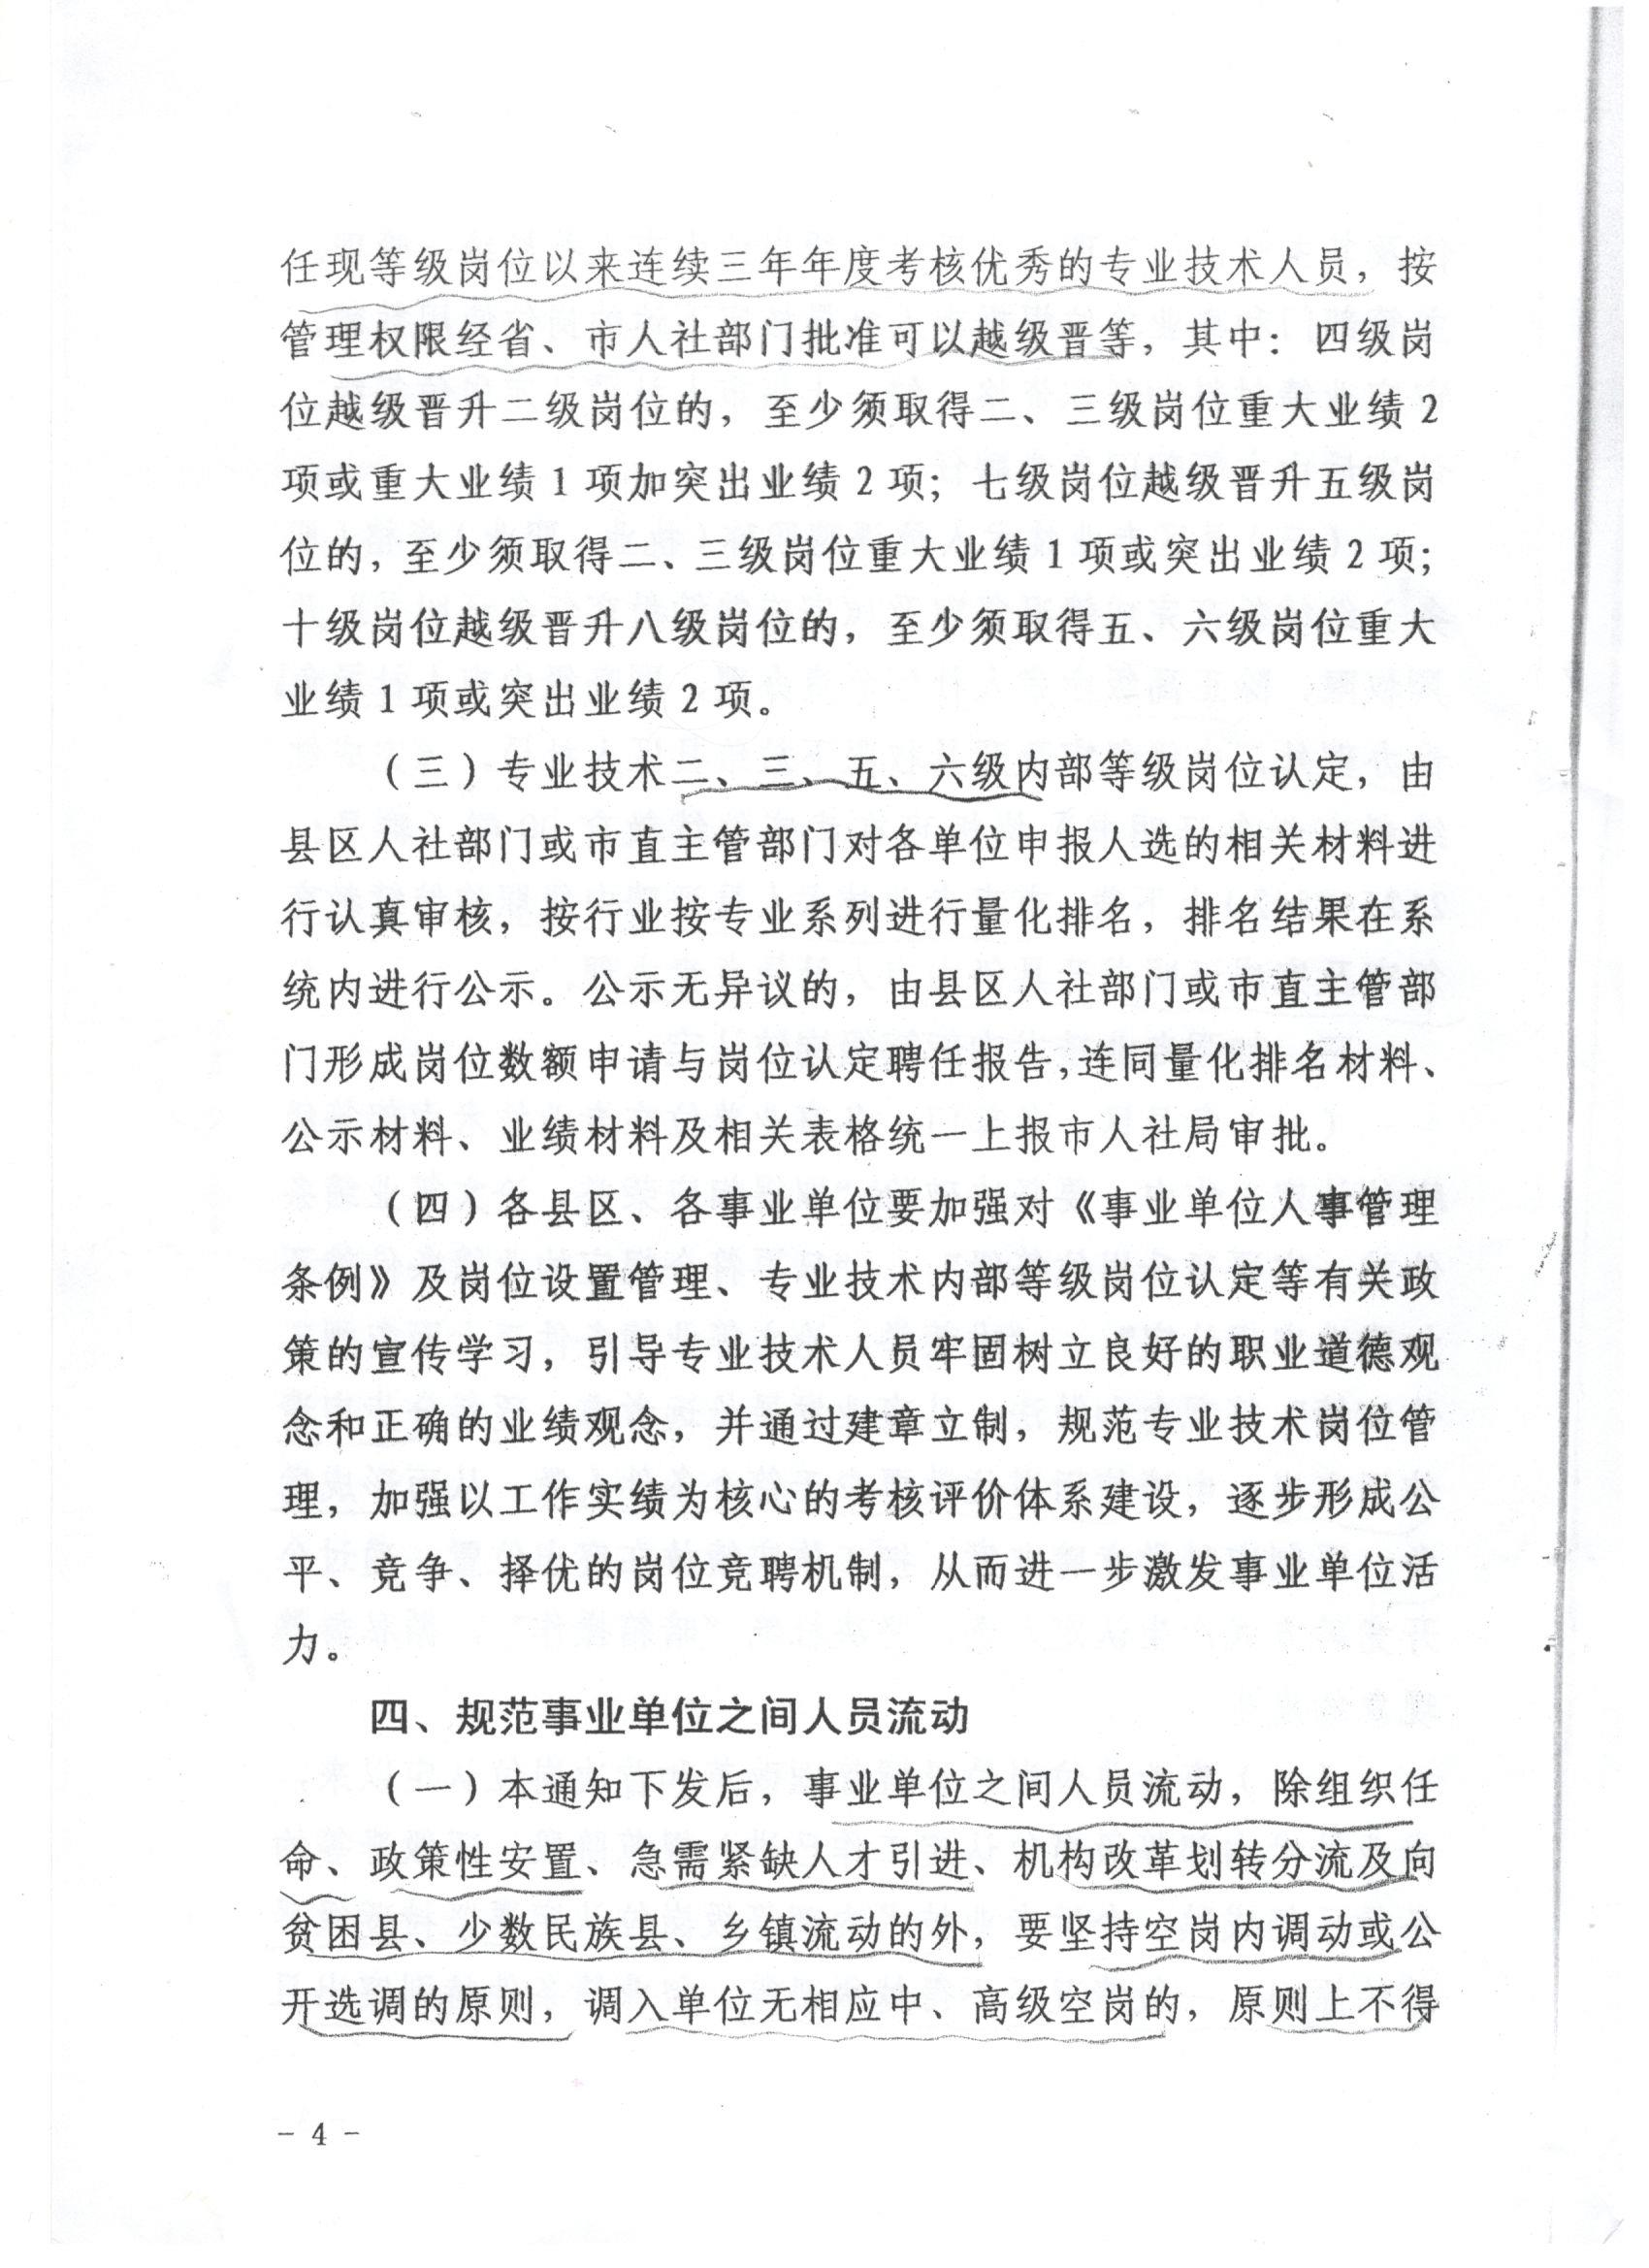 任现等级岗位以来连续三年年度考核优秀的专业技术人员，按
管理权限经省、市人社部门批准可以越级晋等，其中：四级岗
位越级晋升二级岗位的，至少须取得二、三级岗位重大业绩2
项或重大业绩1项加突出业绩2项；七级岗位越级晋升五级岗
位的，至少须取得二、三级岗位重大业绩1项或突出业绩2项；
十级岗位越级晋升八级岗位的，至少须取得五、六级岗位重大
业绩1项或突出业绩2项。
（三）专业技术二、三、五、六级内部等级岗位认定，由
县区人社部门或市直主管部门对各单位申报人选的相关材料进
行认真审核，按行业按专业系列进行量化排名，排名结果在系
统内进行公示。公示无异议的，由县区人社部门或市直主管部
门形成岗位数额申请与岗位认定聘任报告，连同量化排名材料、
公示材料、业绩材料及相关表格统一上报市人社局审批。
（四）各县区、各事业单位要加强对《事业单位人事管理
条例》及岗位设置管理、专业技术内部等级岗位认定等有关政
策的宣传学习，引导专业技术人员牢固树立良好的职业道德观
念和正确的业绩观念，并通过建章立制，规范专业技术岗位管
理，加强以工作实绩为核心的考核评价体系建设，逐步形成公
平、竞争、择优的岗位竞聘机制，从而进一步激发事业单位活
力。
四、规范事业单位之间人员流动
（一）本通知下发后，事业单位之间人员流动，除组织任
命、政策性安置、急需紧缺人才引进、机构改革划转分流及向
贫困县、少数民族县、乡镇流动的外，要坚持空岗内调动或公
开选调的原则，调入单位无相应中、高级空岗的，原则上不得
- 4 -